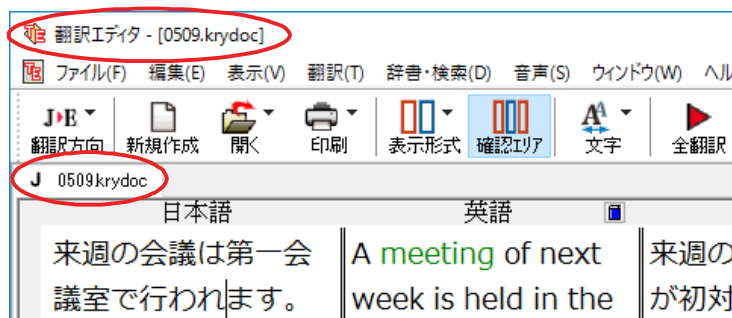 翻訳エディタ - [0509.krydoc]
ファイル(F) 編集(E) 表示(V) 翻訳(T) 辞書・検索(D) 音声(S) ウィンドウ(W) ヘル
J▸E
翻訳方向 新規作成 開く 印刷 表示形式 確認エリア 文字 全翻訳
J 0509.krydoc
日本語 英語
来週の会議は第一会 A meeting of next 来週の
議室で行われます。 week is held in the が初対